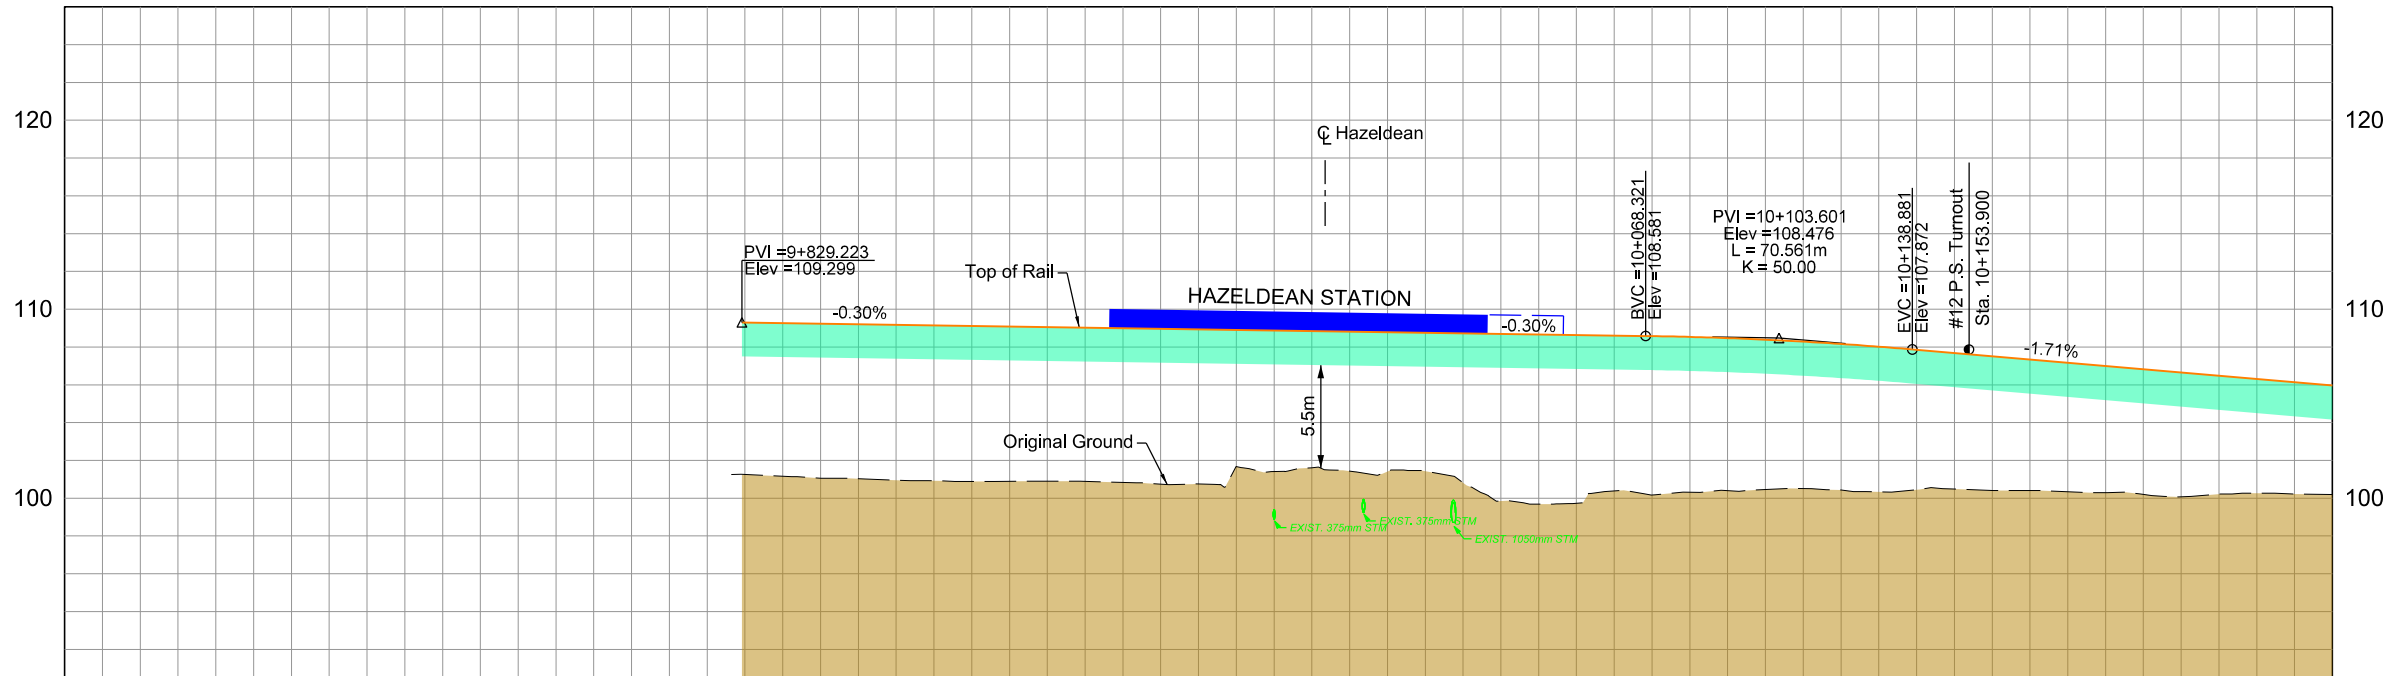 120
120
℄ Hazeldean
PVI =9+829.223
Elev =109.299
Top of Rail
HAZELDEAN STATION
BVC =10+068.321
Elev =108.581
PVI =10+103.601
Elev =108.476
L = 70.561m
K = 50.00
EVC =10+138.881
Elev =107.872
#12 P.S. Turnout
Sta. 10+153.900
110
110
-0.30%
-0.30%
-1.71%
5.5m
Original Ground
100
100
EXIST. 375mm STM
EXIST. 375mm STM
EXIST. 1050mm STM